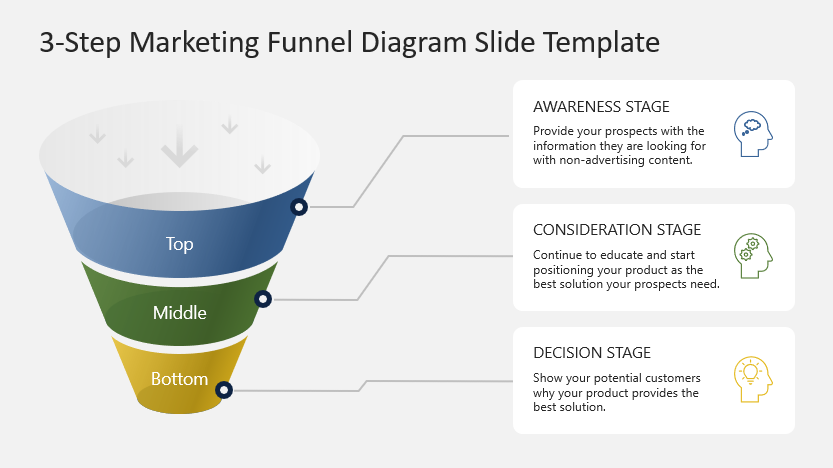 3-Step Marketing Funnel Diagram Slide Template
Top
Middle
Bottom
AWARENESS STAGE
Provide your prospects with the
information they are looking for
with non-advertising content.
CONSIDERATION STAGE
Continue to educate and start
positioning your product as the
best solution your prospects need.
DECISION STAGE
Show your potential customers
why your product provides the
best solution.